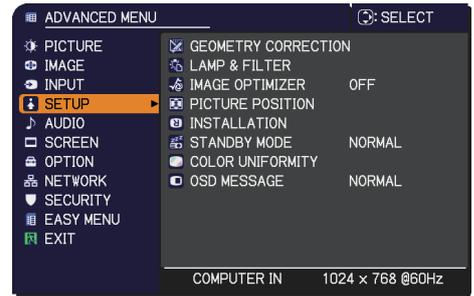 ADVANCED MENU
: SELECT
PICTURE
IMAGE
INPUT
SETUP
AUDIO
SCREEN
OPTION
NETWORK
SECURITY
EASY MENU
EXIT
GEOMETRY CORRECTION
LAMP & FILTER
IMAGE OPTIMIZER OFF
PICTURE POSITION
INSTALLATION
STANDBY MODE NORMAL
COLOR UNIFORMITY
OSD MESSAGE NORMAL
COMPUTER IN 1024 × 768 @60Hz